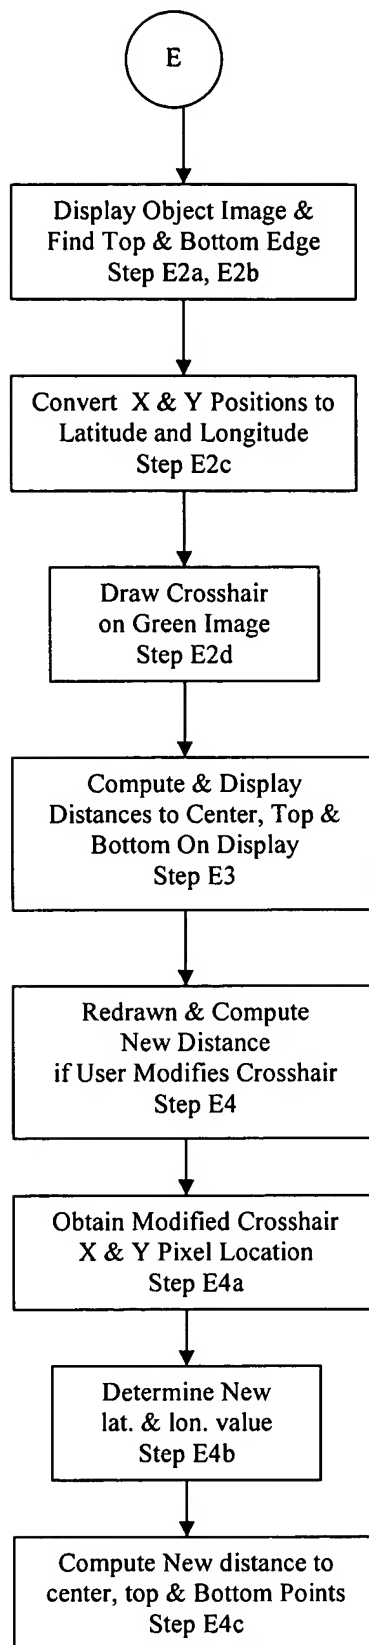 E
Display Object Image &
Find Top & Bottom Edge
Step E2a, E2b
Convert X & Y Positions to
Latitude and Longitude
Step E2c
Draw Crosshair
on Green Image
Step E2d
Compute & Display
Distances to Center, Top &
Bottom On Display
Step E3
Redrawn & Compute
New Distance
if User Modifies Crosshair
Step E4
Obtain Modified Crosshair
X & Y Pixel Location
Step E4a
Determine New
lat. & lon. value
Step E4b
Compute New distance to
center, top & Bottom Points
Step E4c